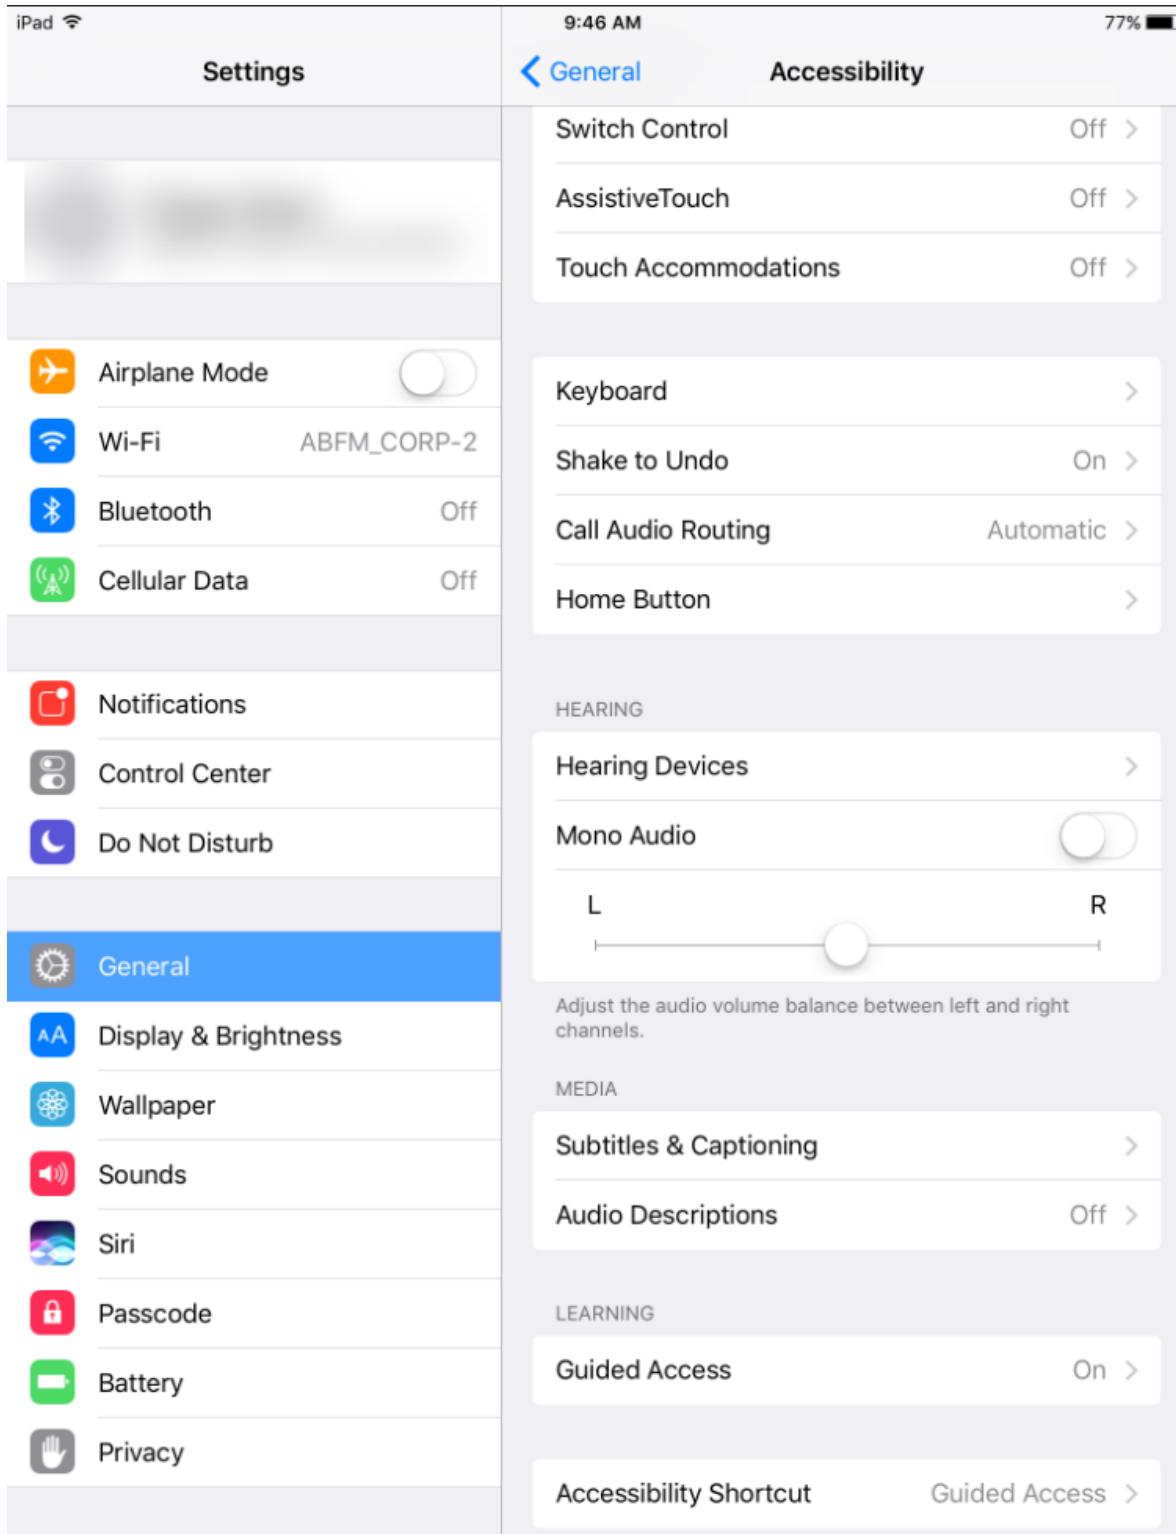 iPad
9:46 AM
77%
Settings
General
Accessibility
Airplane Mode
Wi-Fi
ABFM_CORP-2
Bluetooth
Off
Cellular Data
Off
Notifications
Control Center
Do Not Disturb
General
Display & Brightness
Wallpaper
Sounds
Siri
Passcode
Battery
Privacy
Switch Control
Off
AssistiveTouch
Off
Touch Accommodations
Off
Keyboard
Shake to Undo
On
Call Audio Routing
Automatic
Home Button
HEARING
Hearing Devices
Mono Audio
L
R
Adjust the audio volume balance between left and right
channels.
MEDIA
Subtitles & Captioning
Audio Descriptions
Off
LEARNING
Guided Access
On
Accessibility Shortcut
Guided Access